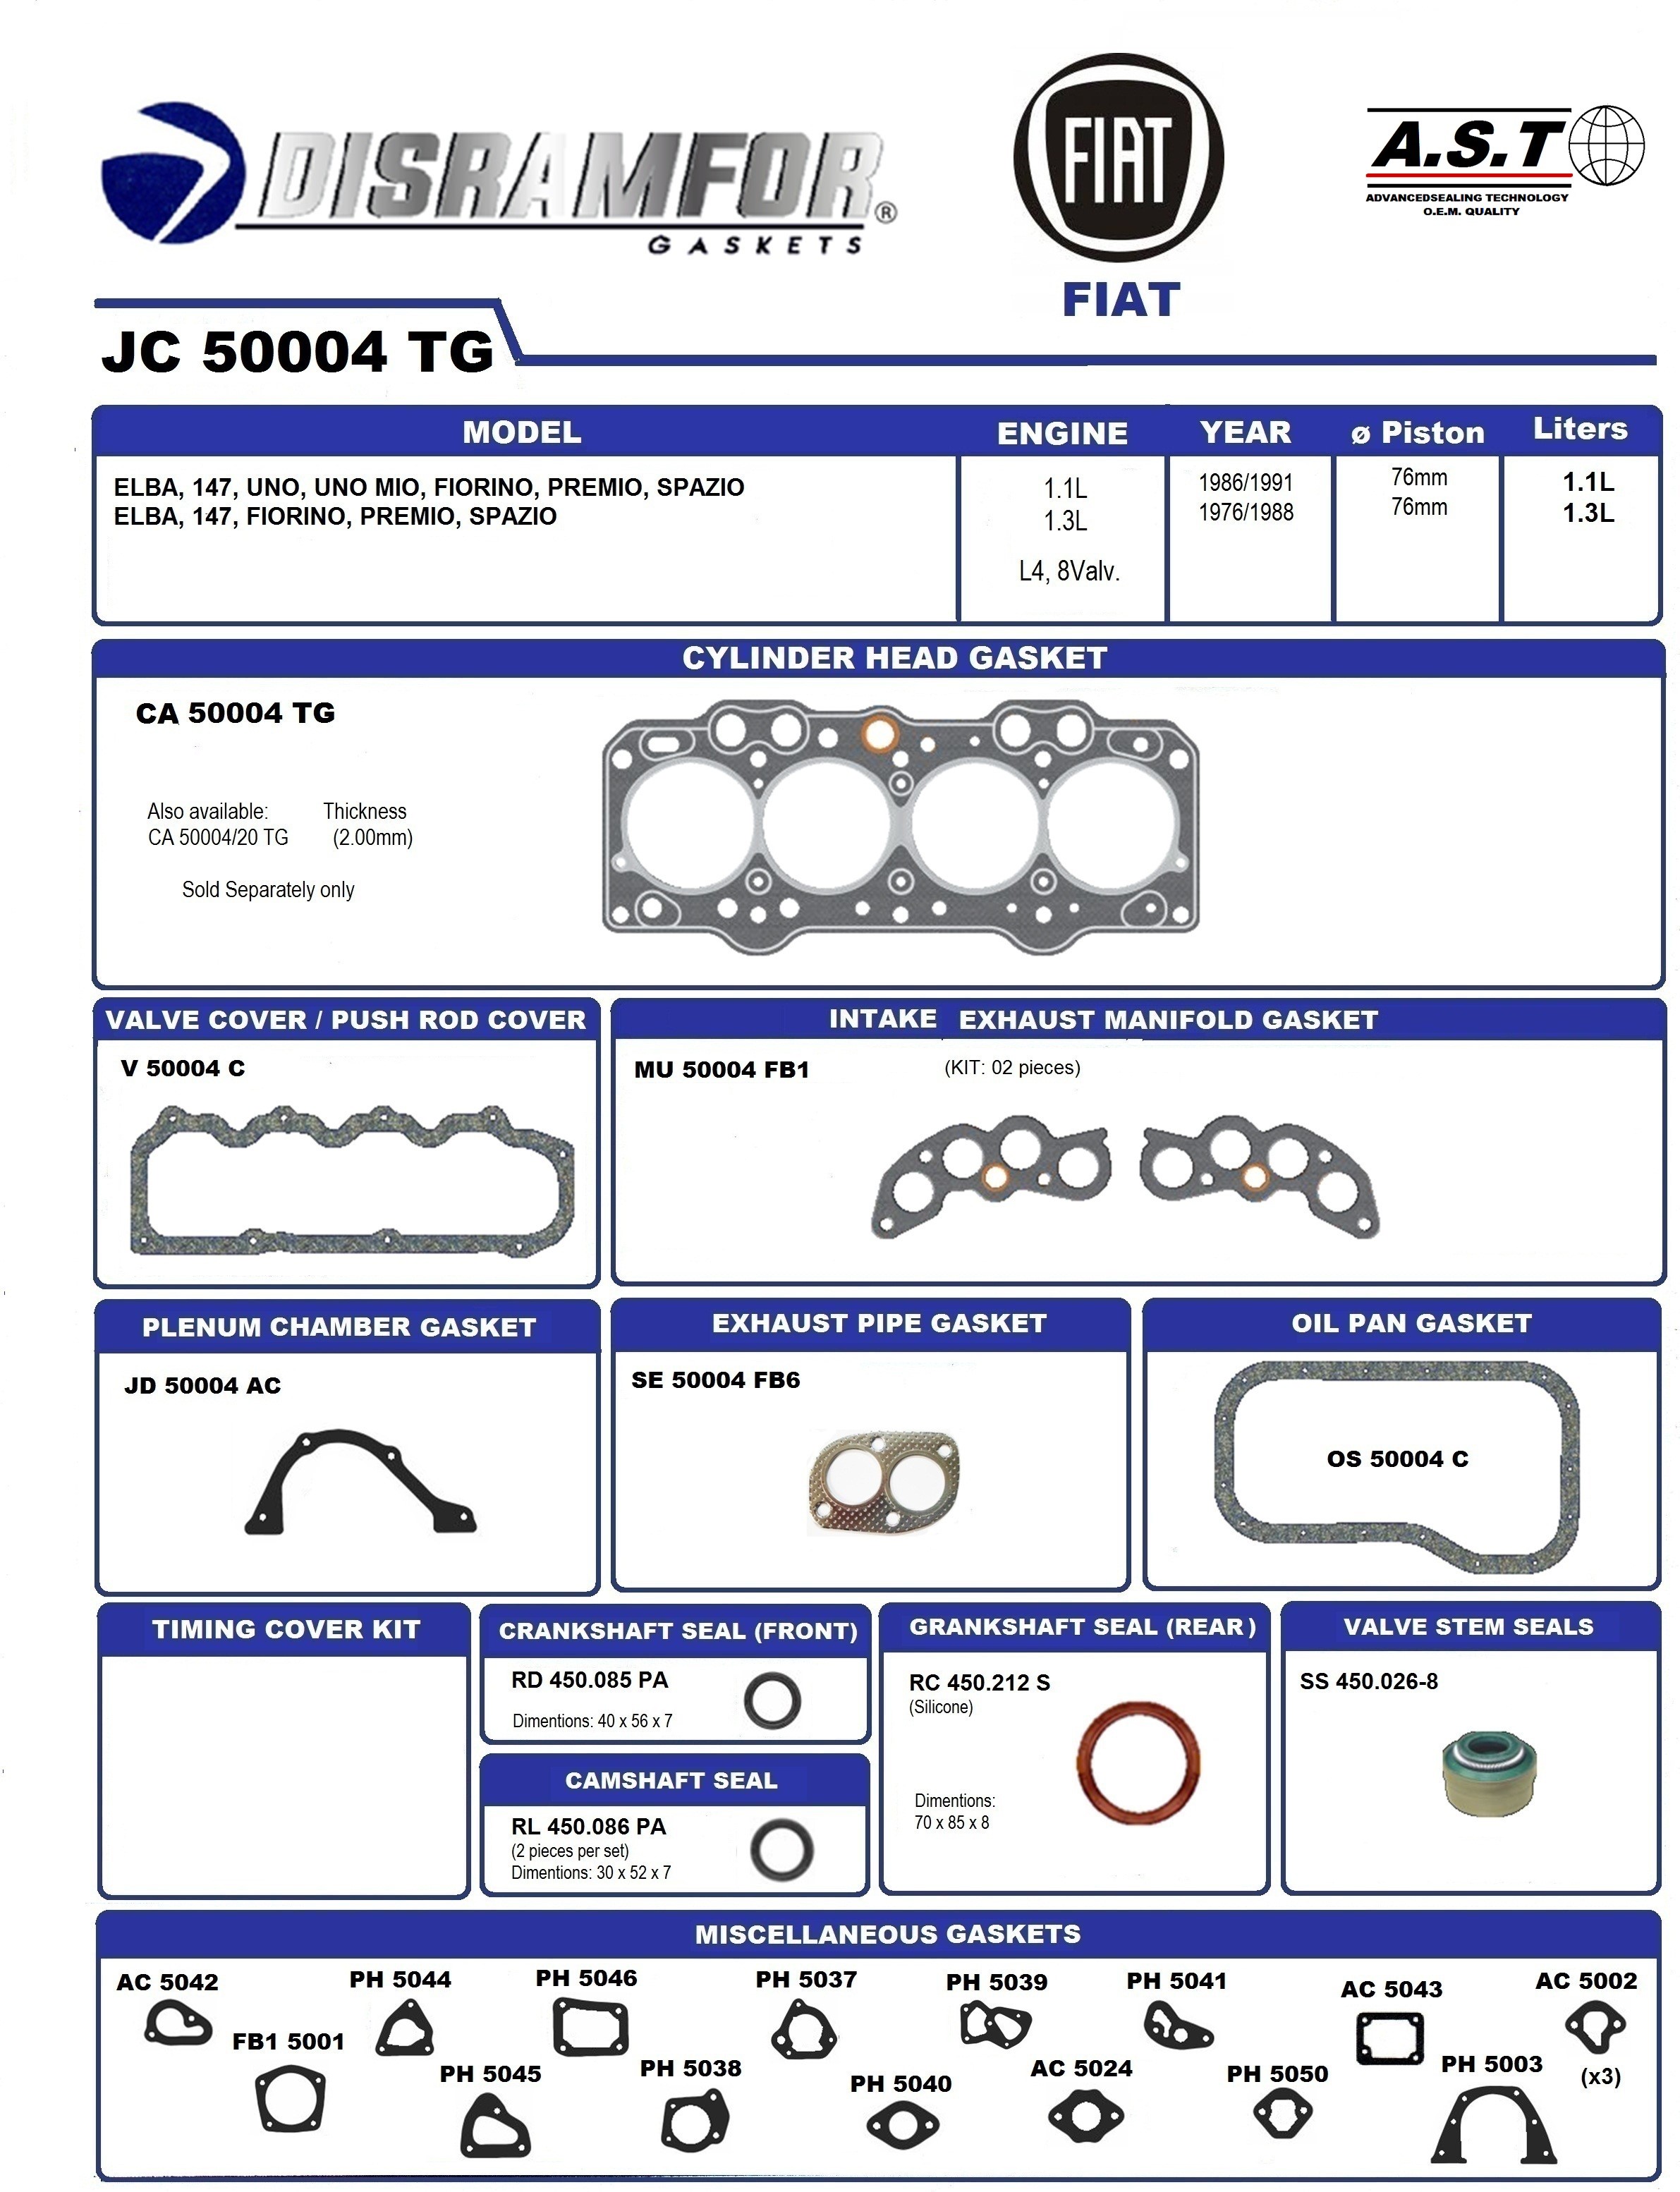 DISRAMFOR®
GASKETS
FIAT
FIAT
A.S.T
ADVANCEDSEALING TECHNOLOGY
O.E.M. QUALITY
JC 50004 TG
MODEL ENGINE YEAR ø Piston Liters
ELBA, 147, UNO, UNO MIO, FIORINO, PREMIO, SPAZIO 1.1L 1986/1991 76mm 1.1L
ELBA, 147, FIORINO, PREMIO, SPAZIO 1.3L 1976/1988 76mm 1.3L
L4, 8Valv.
CYLINDER HEAD GASKET
CA 50004 TG
Also available: Thickness
CA 50004/20 TG (2.00mm)
Sold Separately only
VALVE COVER / PUSH ROD COVER
V 50004 C
INTAKE EXHAUST MANIFOLD GASKET
MU 50004 FB1 (KIT: 02 pieces)
PLENUM CHAMBER GASKET
JD 50004 AC
EXHAUST PIPE GASKET
SE 50004 FB6
OIL PAN GASKET
OS 50004 C
TIMING COVER KIT
CRANKSHAFT SEAL (FRONT)
RD 450.085 PA
Dimentions: 40 x 56 x 7
CAMSHAFT SEAL
RL 450.086 PA
(2 pieces per set)
Dimentions: 30 x 52 x 7
GRANKSHAFT SEAL (REAR )
RC 450.212 S
(Silicone)
Dimentions:
70 x 85 x 8
VALVE STEM SEALS
SS 450.026-8
MISCELLANEOUS GASKETS
AC 5042 PH 5044 PH 5046 PH 5037 PH 5039 PH 5041 AC 5043 AC 5002
FB1 5001 PH 5045 PH 5038 PH 5040 AC 5024 PH 5050 PH 5003 (x3)